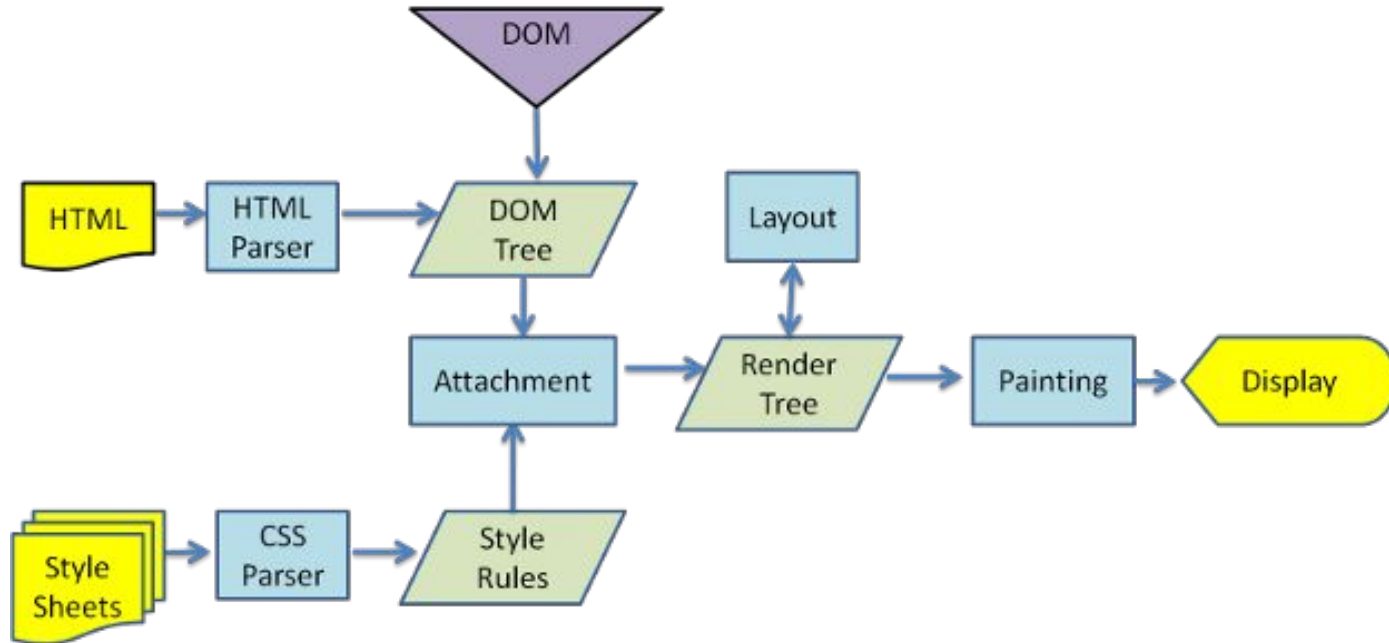 DOM
HTML
HTML
Parser
DOM
Tree
Layout
Attachment
Render
Tree
Painting
Display
Style
Sheets
CSS
Parser
Style
Rules